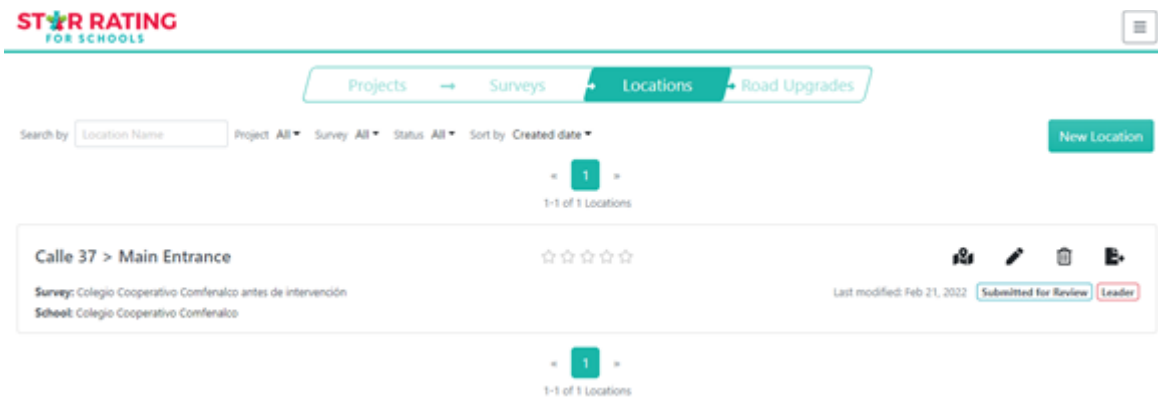 STAR RATING
FOR SCHOOLS
Projects → Surveys → Locations → Road Upgrades
Search by Location Name Project All Survey All Status All Sort by Created date New Location
« 1 »
1-1 of 1 Locations
Calle 37 > Main Entrance
Survey: Colegio Cooperativo Comfenalco antes de intervención Last modified: Feb 21, 2022 Submitted for Review Leader
School: Colegio Cooperativo Comfenalco
« 1 »
1-1 of 1 Locations